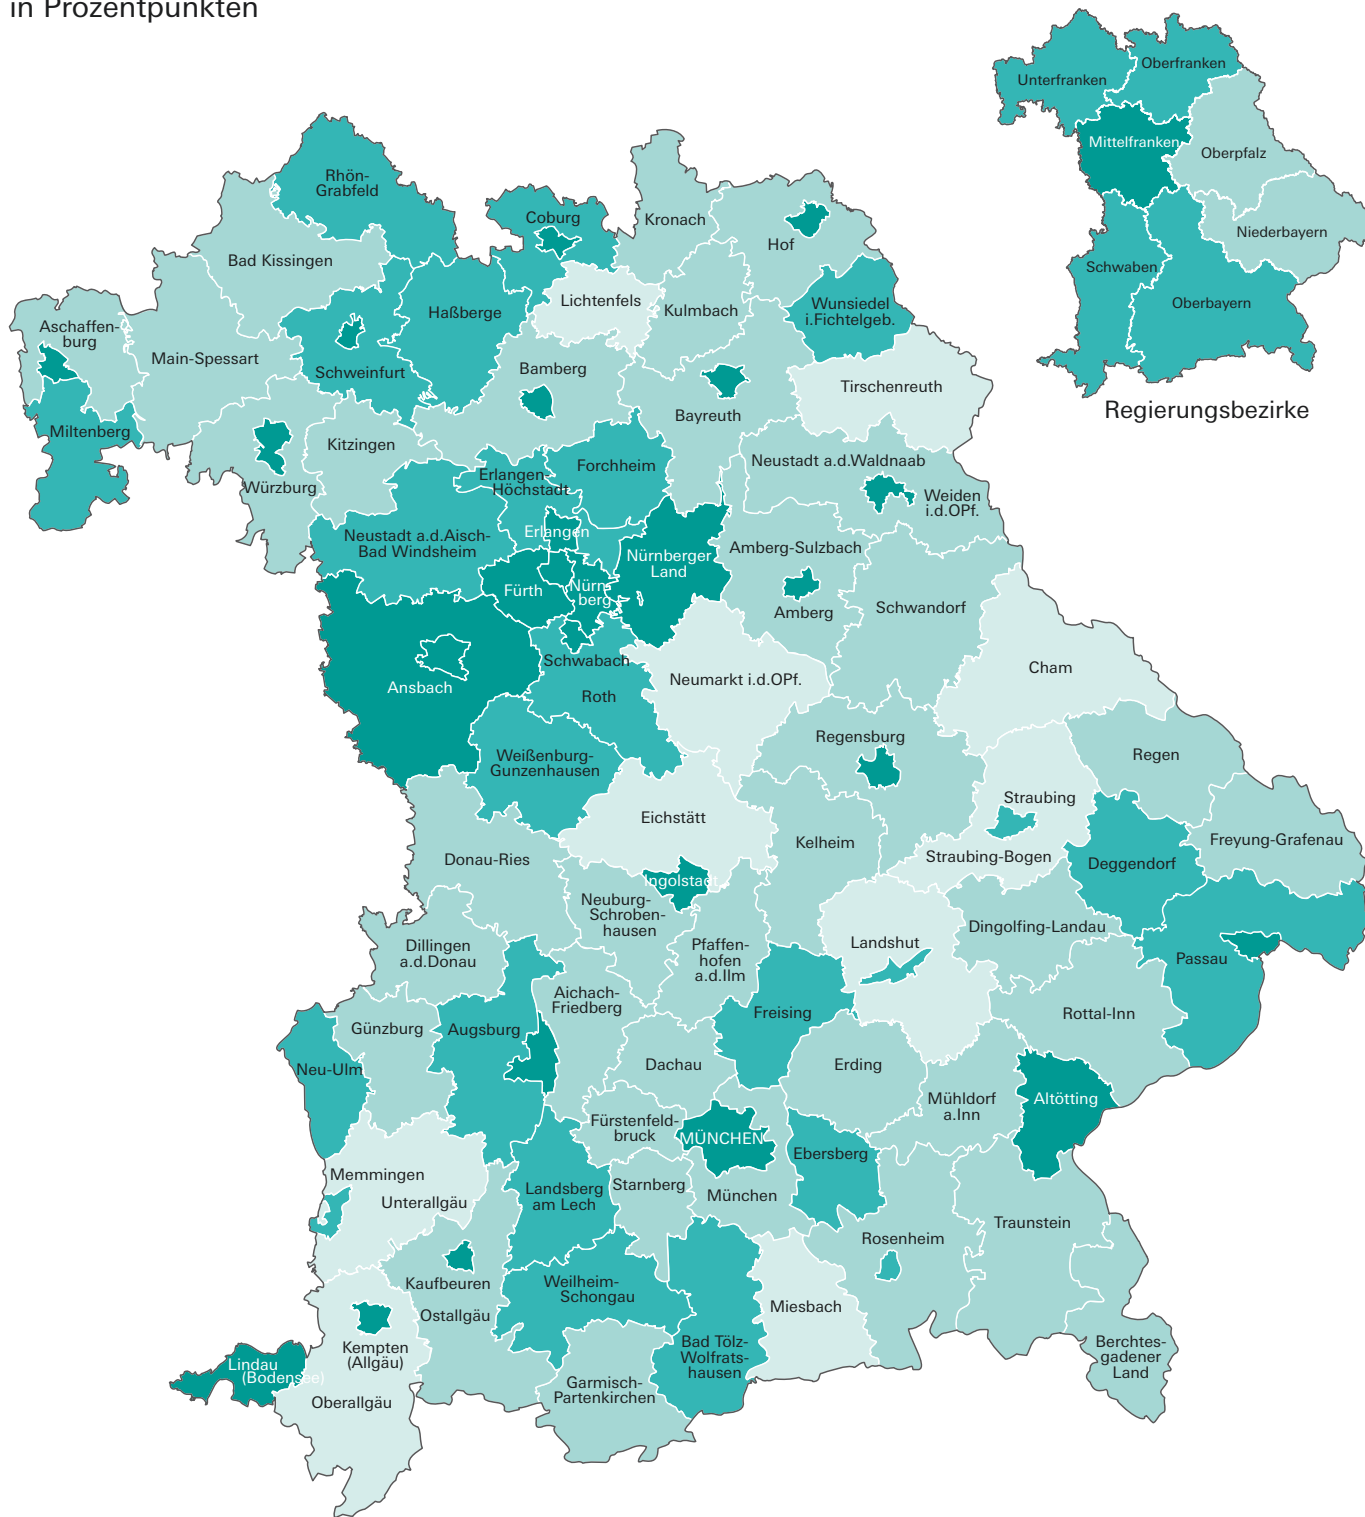 in Prozentpunkten
Oberfranken
Unterfranken
Mittelfranken
Oberpfalz
Niederbayern
Schwaben
Oberbayern
Regierungsbezirke
Rhön-
Grabfeld
Coburg
Kronach
Hof
Bad Kissingen
Lichtenfels
Kulmbach
Wunsiedel
i.Fichtelgeb.
Haßberge
Aschaffen-
burg
Main-Spessart
Schweinfurt
Bamberg
Tirschenreuth
Bayreuth
Miltenberg
Kitzingen
Würzburg
Forchheim
Erlangen-
Höchstadt
Neustadt a.d.Waldnaab
Weiden
i.d.OPf.
Erlangen
Neustadt a.d.Aisch-
Bad Windsheim
Nürnberger
Land
Amberg-Sulzbach
Fürth
Nürn-
berg
Amberg
Schwandorf
Schwabach
Ansbach
Roth
Neumarkt i.d.OPf.
Cham
Regensburg
Weißenburg-
Gunzenhausen
Regen
Straubing
Eichstätt
Kelheim
Freyung-Grafenau
Donau-Ries
Straubing-Bogen
Deggendorf
Ingolstadt
Neuburg-
Schroben-
hausen
Dingolfing-Landau
Dillingen
a.d.Donau
Pfaffen-
hofen
a.d.Ilm
Landshut
Passau
Aichach-
Friedberg
Freising
Rottal-Inn
Günzburg
Augsburg
Neu-Ulm
Dachau
Erding
Mühldorf
a.Inn
Altötting
Fürstenfeld-
bruck
MÜNCHEN
Ebersberg
Memmingen
Unterallgäu
Landsberg
am Lech
Starnberg
München
Rosenheim
Traunstein
Kaufbeuren
Ostallgäu
Weilheim-
Schongau
Miesbach
Kempten
(Allgäu)
Bad Tölz-
Wolfrats-
hausen
Berchtes-
gadener
Land
Lindau
(Bodensee)
Oberallgäu
Garmisch-
Partenkirchen